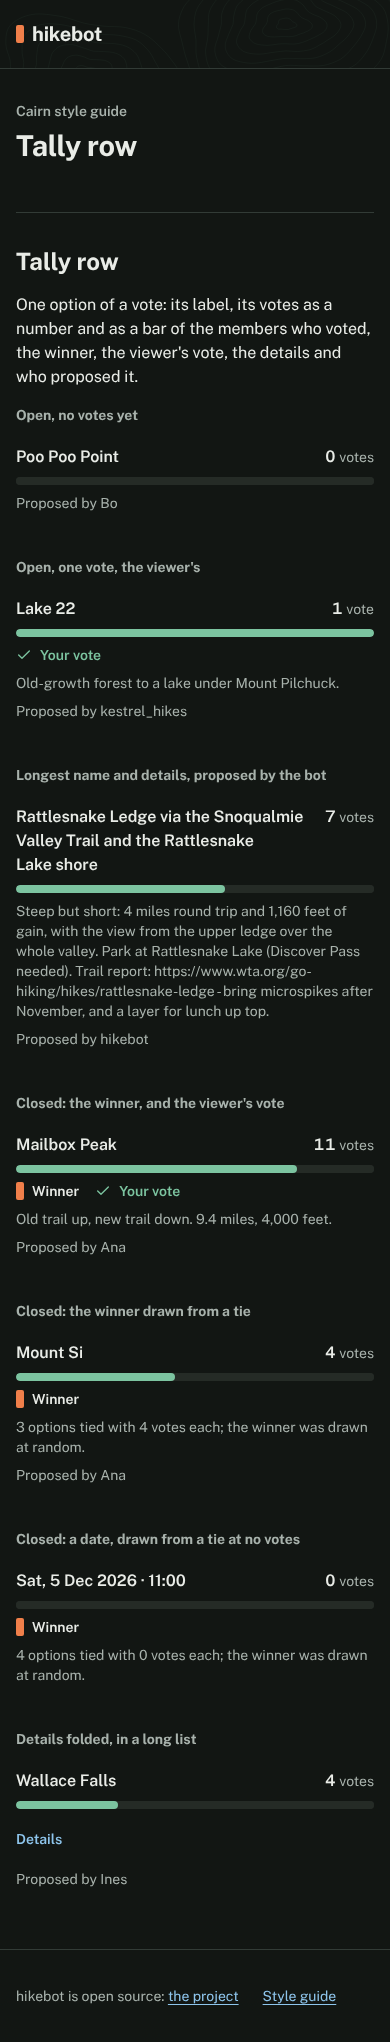 hikebot
Cairn style guide
Tally row
Tally row
One option of a vote: its label, its votes as a
number and as a bar of the members who voted,
the winner, the viewer's vote, the details and
who proposed it.
Open, no votes yet
Poo Poo Point 0 votes
Proposed by Bo
Open, one vote, the viewer's
Lake 22 1 vote
Your vote
Old-growth forest to a lake under Mount Pilchuck.
Proposed by kestrel_hikes
Longest name and details, proposed by the bot
Rattlesnake Ledge via the Snoqualmie 7 votes
Valley Trail and the Rattlesnake
Lake shore
Steep but short: 4 miles round trip and 1,160 feet of
gain, with the view from the upper ledge over the
whole valley. Park at Rattlesnake Lake (Discover Pass
needed). Trail report: https://www.wta.org/go-
hiking/hikes/rattlesnake-ledge - bring microspikes after
November, and a layer for lunch up top.
Proposed by hikebot
Closed: the winner, and the viewer's vote
Mailbox Peak 11 votes
Winner Your vote
Old trail up, new trail down. 9.4 miles, 4,000 feet.
Proposed by Ana
Closed: the winner drawn from a tie
Mount Si 4 votes
Winner
3 options tied with 4 votes each; the winner was drawn
at random.
Proposed by Ana
Closed: a date, drawn from a tie at no votes
Sat, 5 Dec 2026 · 11:00 0 votes
Winner
4 options tied with 0 votes each; the winner was drawn
at random.
Details folded, in a long list
Wallace Falls 4 votes
Details
Proposed by Ines
hikebot is open source: the project Style guide